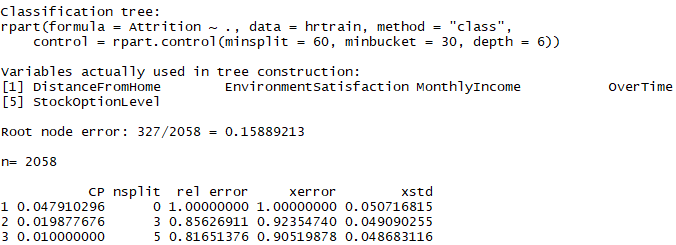 Classification tree:
rpart(formula = Attrition ~ ., data = hrtrain, method = "class",
    control = rpart.control(minsplit = 60, minbucket = 30, depth = 6))
Variables actually used in tree construction:
[1] DistanceFromHome        EnvironmentSatisfaction MonthlyIncome           OverTime
[5] StockOptionLevel
Root node error: 327/2058 = 0.15889213
n= 2058
           CP nsplit  rel error     xerror        xstd
1 0.047910296      0 1.00000000 1.00000000 0.050716815
2 0.019877676      3 0.85626911 0.92354740 0.049090255
3 0.010000000      5 0.81651376 0.90519878 0.048683116